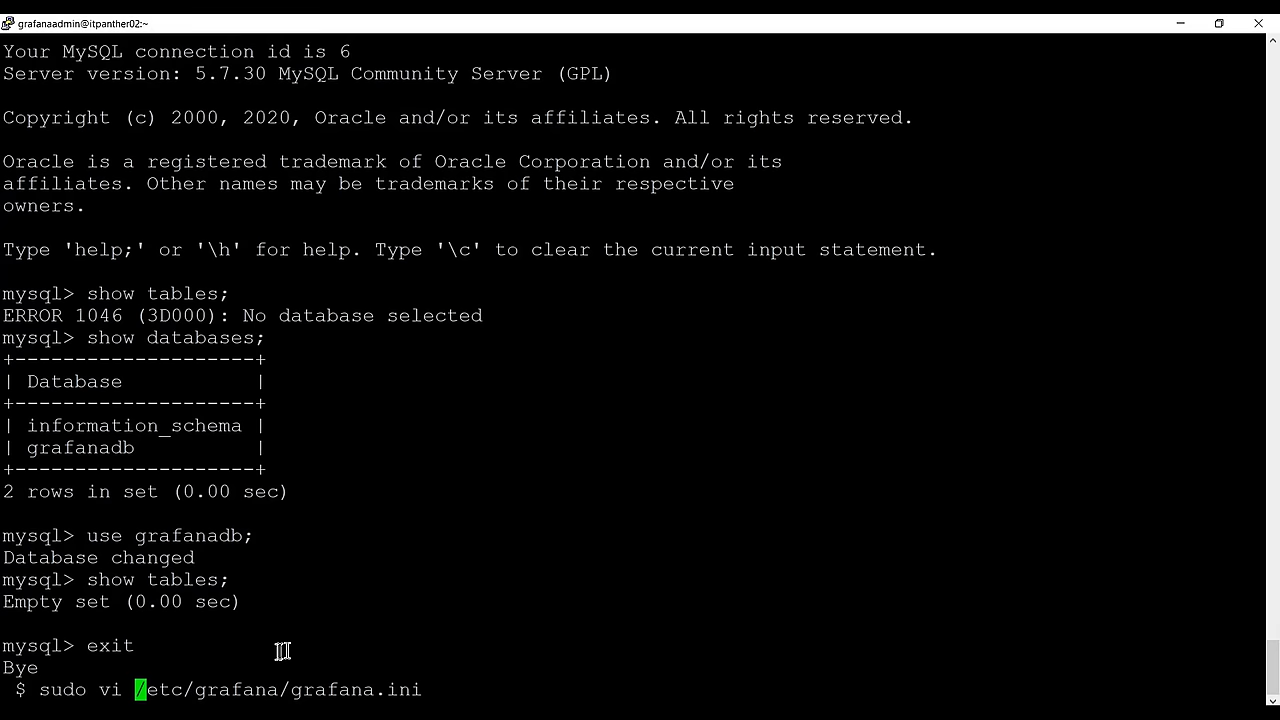 grafanaadmin@itpanther02:~
Your MySQL connection id is 6
Server version: 5.7.30 MySQL Community Server (GPL)
Copyright (c) 2000, 2020, Oracle and/or its affiliates. All rights reserved.
Oracle is a registered trademark of Oracle Corporation and/or its
affiliates. Other names may be trademarks of their respective
owners.
Type 'help;' or '\h' for help. Type '\c' to clear the current input statement.
mysql> show tables;
ERROR 1046 (3D000): No database selected
mysql> show databases;
+--------------------+
| Database           |
+--------------------+
| information_schema |
| grafanadb          |
+--------------------+
2 rows in set (0.00 sec)
mysql> use grafanadb;
Database changed
mysql> show tables;
Empty set (0.00 sec)
mysql> exit
Bye
$ sudo vi /etc/grafana/grafana.ini